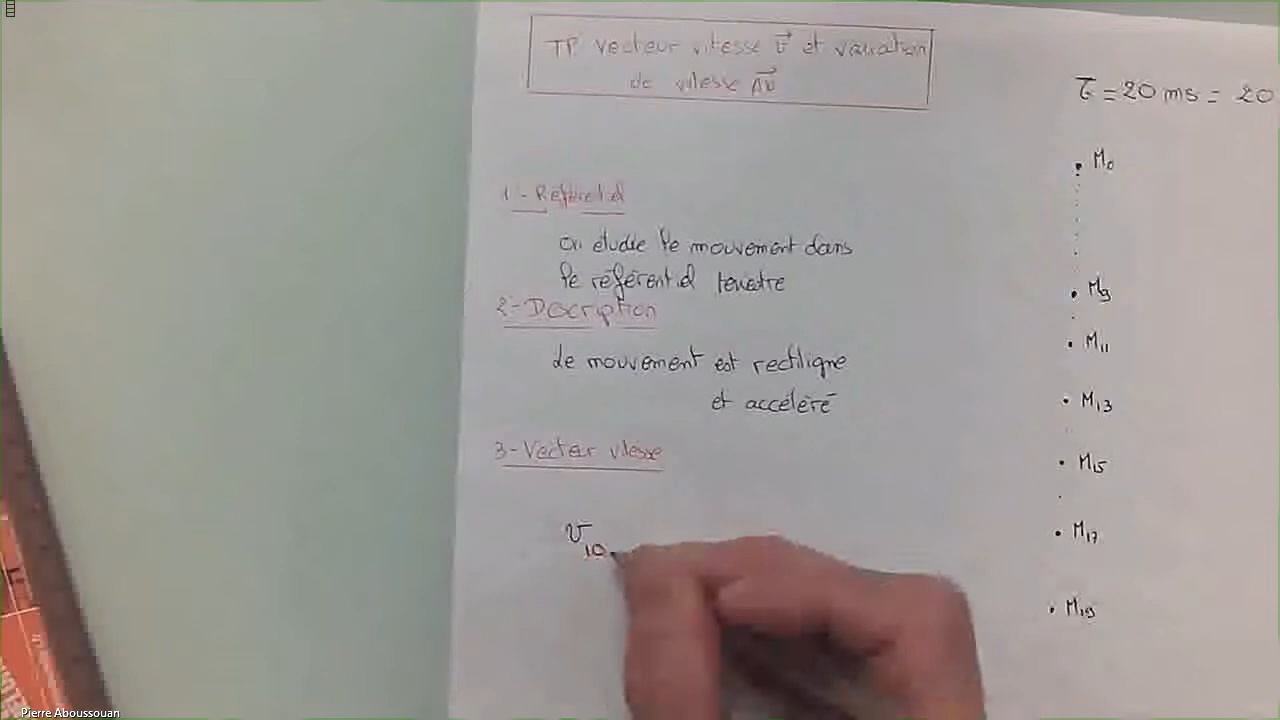 TP Vecteur vitesse v⃗ et variation
de vitesse Δv⃗
τ = 20 ms = 20
M0
1 - Référentiel
On étudie le mouvement dans
le référentiel terrestre
M9
2 - Description
M11
Le mouvement est rectiligne
et accéléré
M13
3 - Vecteur vitesse
M15
v10
M17
M19
Pierre Aboussouan